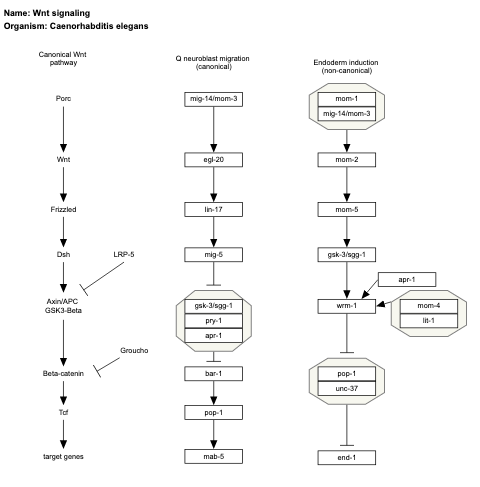 Name: Wnt signaling
Organism: Caenorhabditis elegans
Canonical Wnt
pathway
Porc
Wnt
Frizzled
Dsh
LRP-5
Axin/APC
GSK3-Beta
Groucho
Beta-catenin
Tcf
target genes
Q neuroblast migration
(canonical)
mig-14/mom-3
egl-20
lin-17
mig-5
gsk-3/sgg-1
pry-1
apr-1
bar-1
pop-1
mab-5
Endoderm induction
(non-canonical)
mom-1
mig-14/mom-3
mom-2
mom-5
gsk-3/sgg-1
apr-1
wrm-1
mom-4
lit-1
pop-1
unc-37
end-1